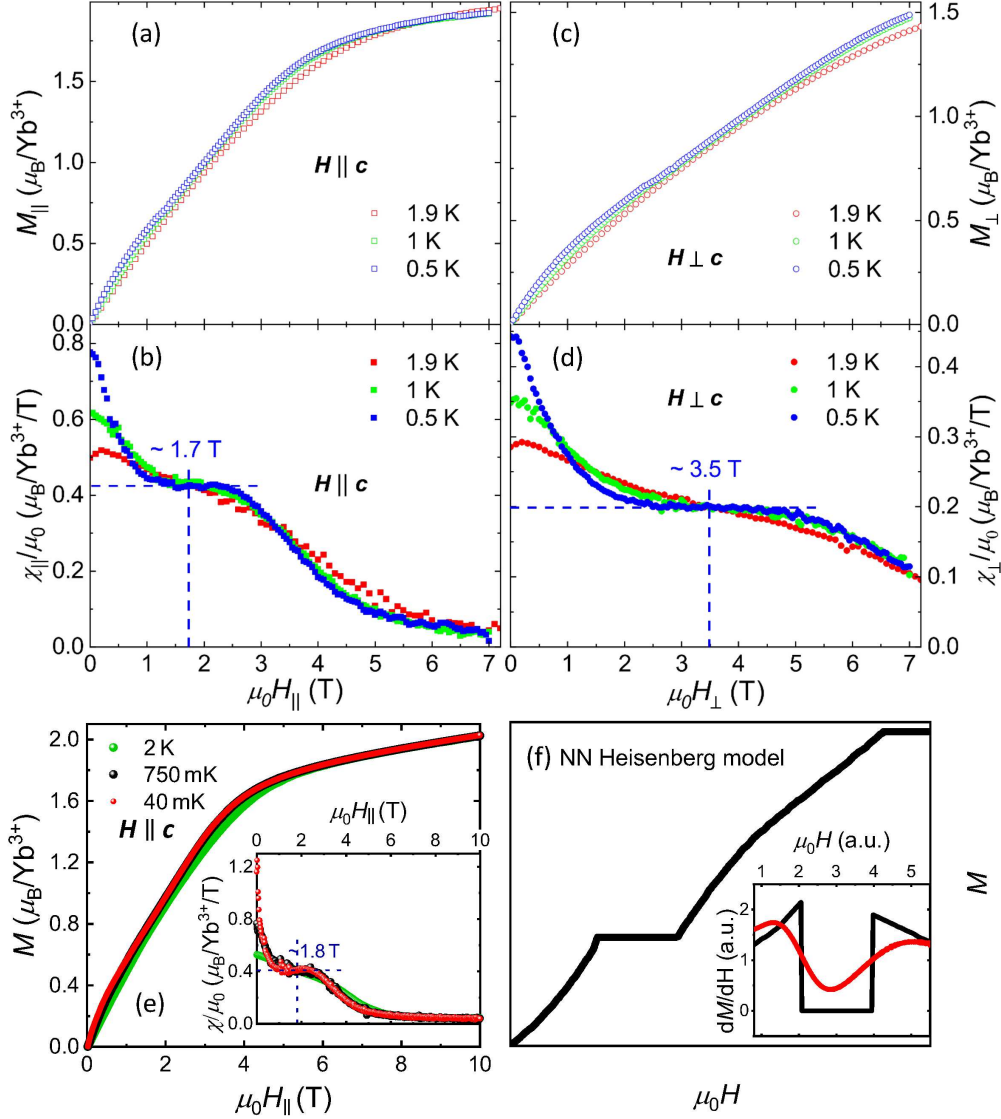 (a)
M∥ (μB/Yb3+)
1.5
1.0
0.5
0.0
H ∥ c
1.9 K
1 K
0.5 K
(c)
1.5
1.0
0.5
0.0
M⊥ (μB/Yb3+)
1.9 K
1 K
0.5 K
H ⊥ c
(b)
χ∥/μ0 (μB/Yb3+/T)
0.8
0.6
0.4
0.2
0.0
1.9 K
1 K
0.5 K
~ 1.7 T
H ∥ c
0 1 2 3 4 5 6 7
μ0H∥ (T)
(d)
H ⊥ c
1.9 K
1 K
0.5 K
~ 3.5 T
0.4
0.3
0.2
0.1
0.0
χ⊥/μ0 (μB/Yb3+/T)
0 1 2 3 4 5 6 7
μ0H⊥ (T)
M (μB/Yb3+)
2.0
1.6
1.2
0.8
0.4
0.0
2 K
750 mK
40 mK
H ∥ c
μ0H∥(T)
0 2 4 6 8 10
χ/μ0 (μB/Yb3+/T)
1.2
0.8
0.4
0.0
~1.8 T
(e)
0 2 4 6 8 10
μ0H∥(T)
(f) NN Heisenberg model
μ0H (a.u.)
1 2 3 4 5
dM/dH (a.u.)
2
1
0
M
μ0H